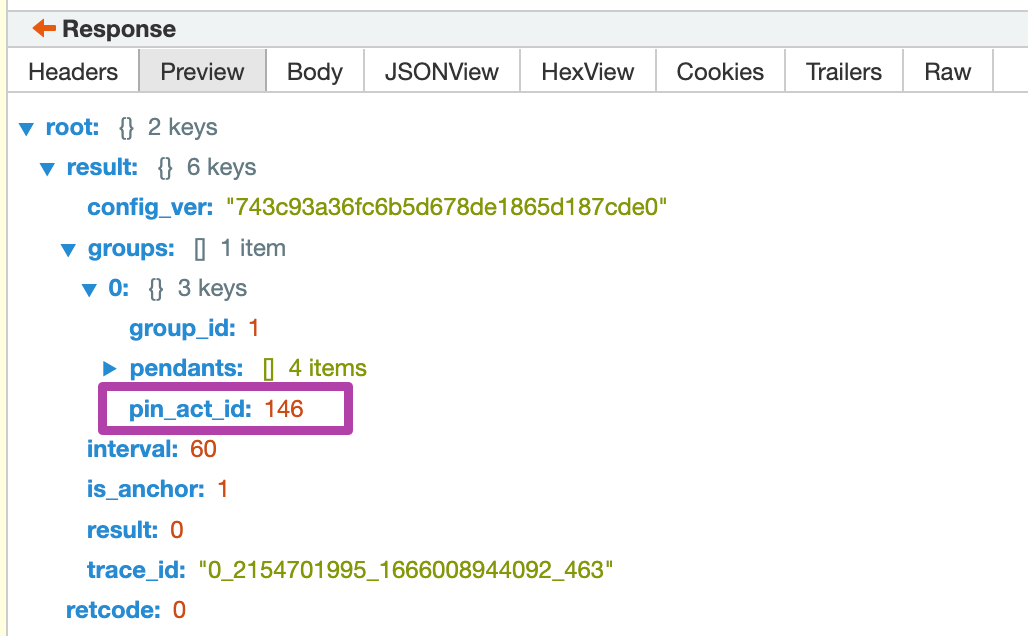 Response
Headers Preview Body JSONView HexView Cookies Trailers Raw
root: {} 2 keys
result: {} 6 keys
config_ver: "743c93a36fc6b5d678de1865d187cde0"
groups: [] 1 item
0: {} 3 keys
group_id: 1
pendants: [] 4 items
pin_act_id: 146
interval: 60
is_anchor: 1
result: 0
trace_id: "0_2154701995_1666008944092_463"
retcode: 0